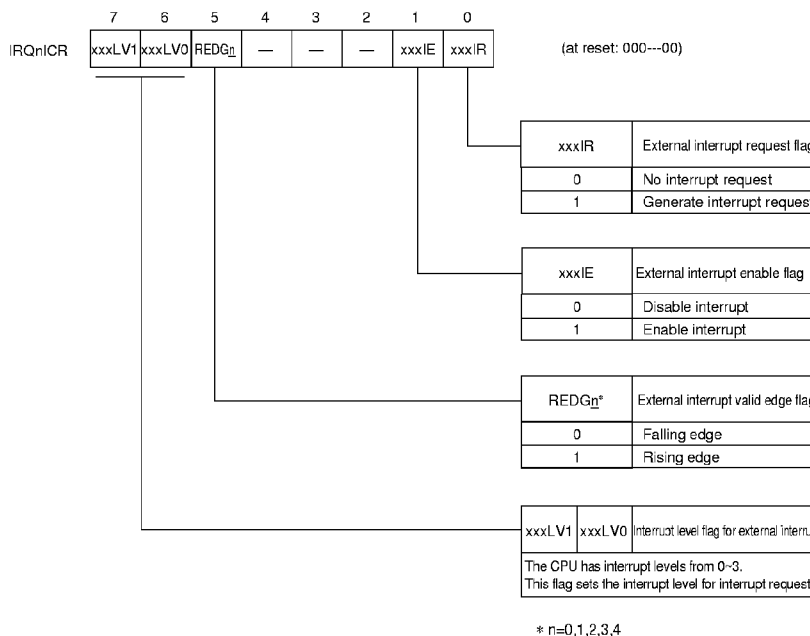 7 6 5 4 3 2 1 0
IRQnICR xxxLV1 xxxLV0 REDGn — — — xxxIE xxxIR (at reset: 000---00)
xxxIR External interrupt request flag
0 No interrupt request
1 Generate interrupt request
xxxIE External interrupt enable flag
0 Disable interrupt
1 Enable interrupt
REDGn* External interrupt valid edge flag
0 Falling edge
1 Rising edge
xxxLV1 xxxLV0 Interrupt level flag for external interru
The CPU has interrupt levels from 0~3.
This flag sets the interrupt level for interrupt request
* n=0,1,2,3,4